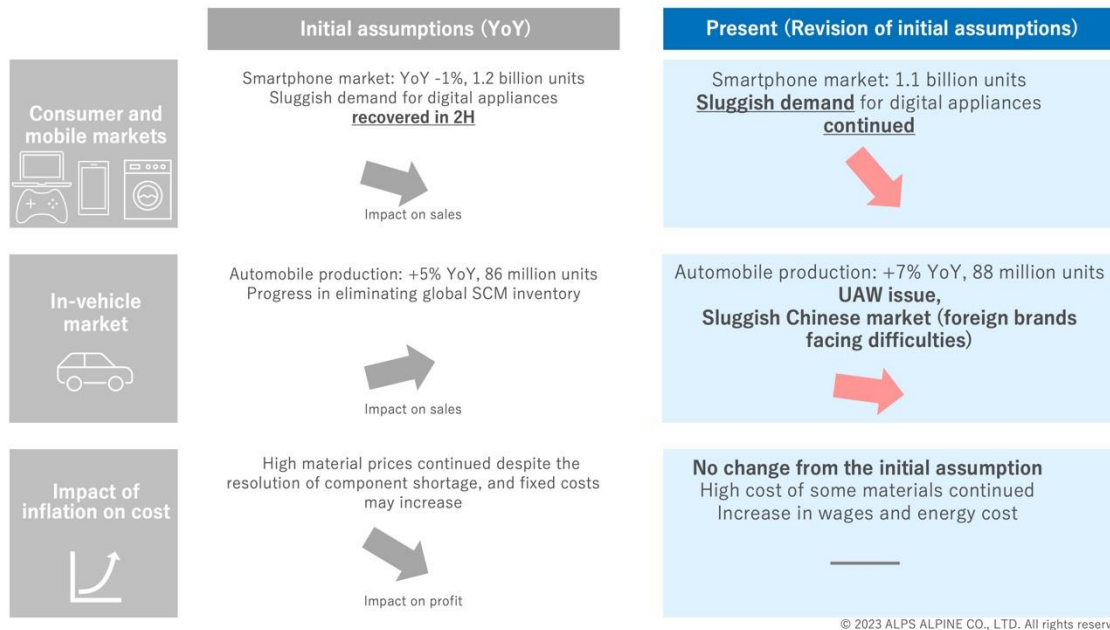 Initial assumptions (YoY)
Present (Revision of initial assumptions)
Consumer and
mobile markets
Smartphone market: YoY -1%, 1.2 billion units
Sluggish demand for digital appliances
recovered in 2H
Impact on sales
Smartphone market: 1.1 billion units
Sluggish demand for digital appliances
continued
In-vehicle
market
Automobile production: +5% YoY, 86 million units
Progress in eliminating global SCM inventory
Impact on sales
Automobile production: +7% YoY, 88 million units
UAW issue,
Sluggish Chinese market (foreign brands
facing difficulties)
Impact of
inflation on cost
High material prices continued despite the
resolution of component shortage, and fixed costs
may increase
Impact on profit
No change from the initial assumption
High cost of some materials continued
Increase in wages and energy cost
© 2023 ALPS ALPINE CO., LTD. All rights reserv